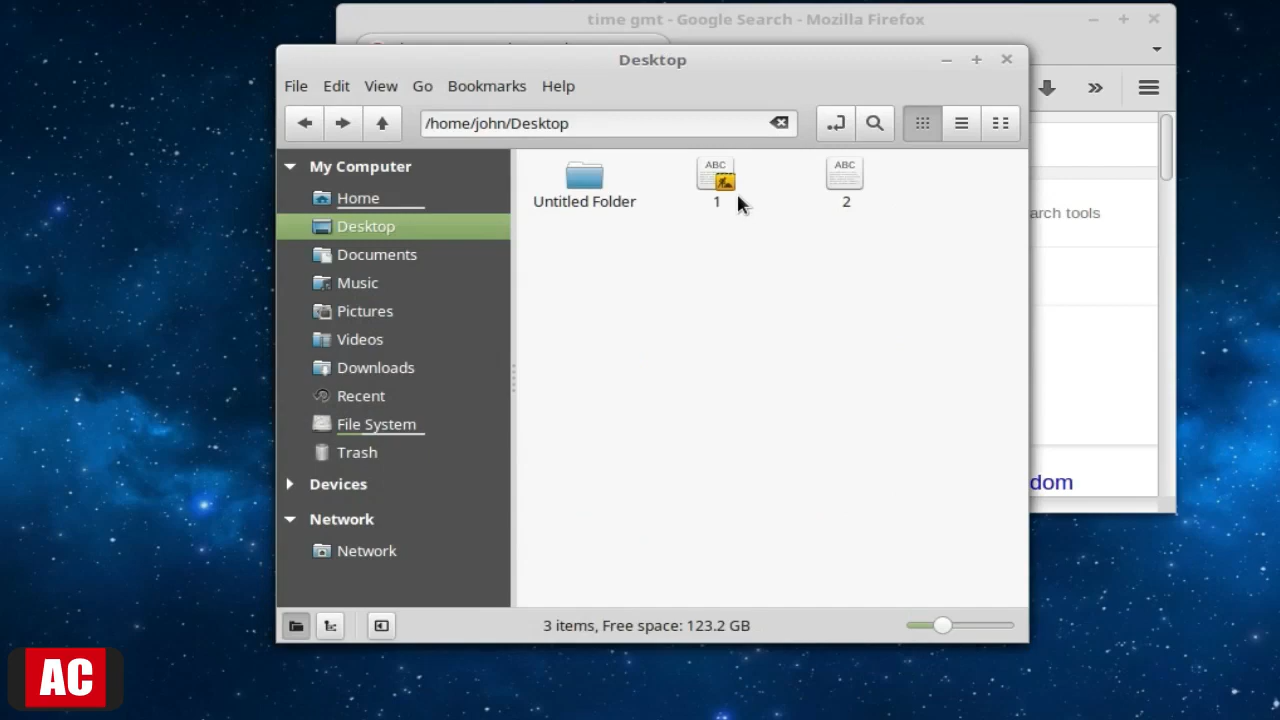 time gmt - Google Search - Mozilla Firefox
Desktop
File Edit View Go Bookmarks Help
/home/john/Desktop
My Computer
Home
Desktop
Documents
Music
Pictures
Videos
Downloads
Recent
File System
Trash
Devices
Network
Network
ABC
ABC
Untitled Folder
1
2
arch tools
dom
3 items, Free space: 123.2 GB
AC